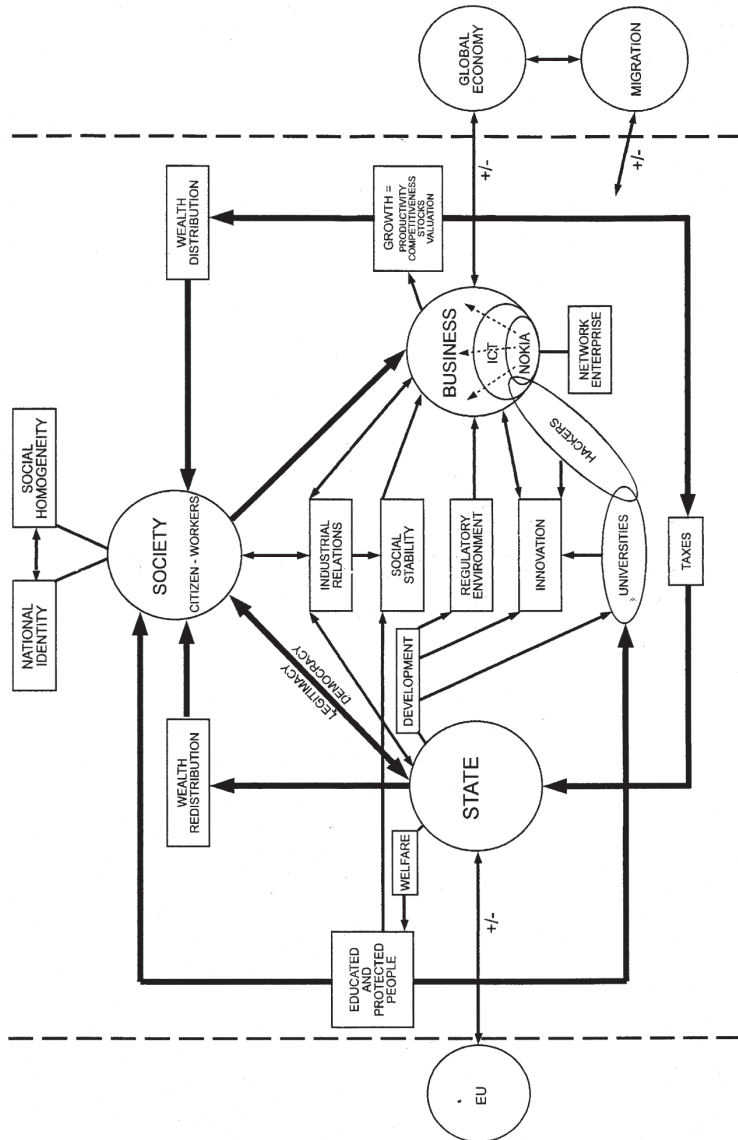 NATIONAL
IDENTITY
SOCIAL
HOMOGENEITY
SOCIETY
CITIZEN - WORKERS
WEALTH
REDISTRIBUTION
WEALTH
DISTRIBUTION
LEGITIMACY
DEMOCRACY
INDUSTRIAL
RELATIONS
SOCIAL
STABILITY
REGULATORY
ENVIRONMENT
INNOVATION
UNIVERSITIES
HACKERS
TAXES
EDUCATED
AND
PROTECTED
PEOPLE
WELFARE
STATE
DEVELOPMENT
GROWTH =
PRODUCTIVITY
COMPETITIVENESS
STOCKS
VALUATION
BUSINESS
ICT
NOKIA
NETWORK
ENTERPRISE
EU
+/-
+/-
+/-
GLOBAL
ECONOMY
MIGRATION